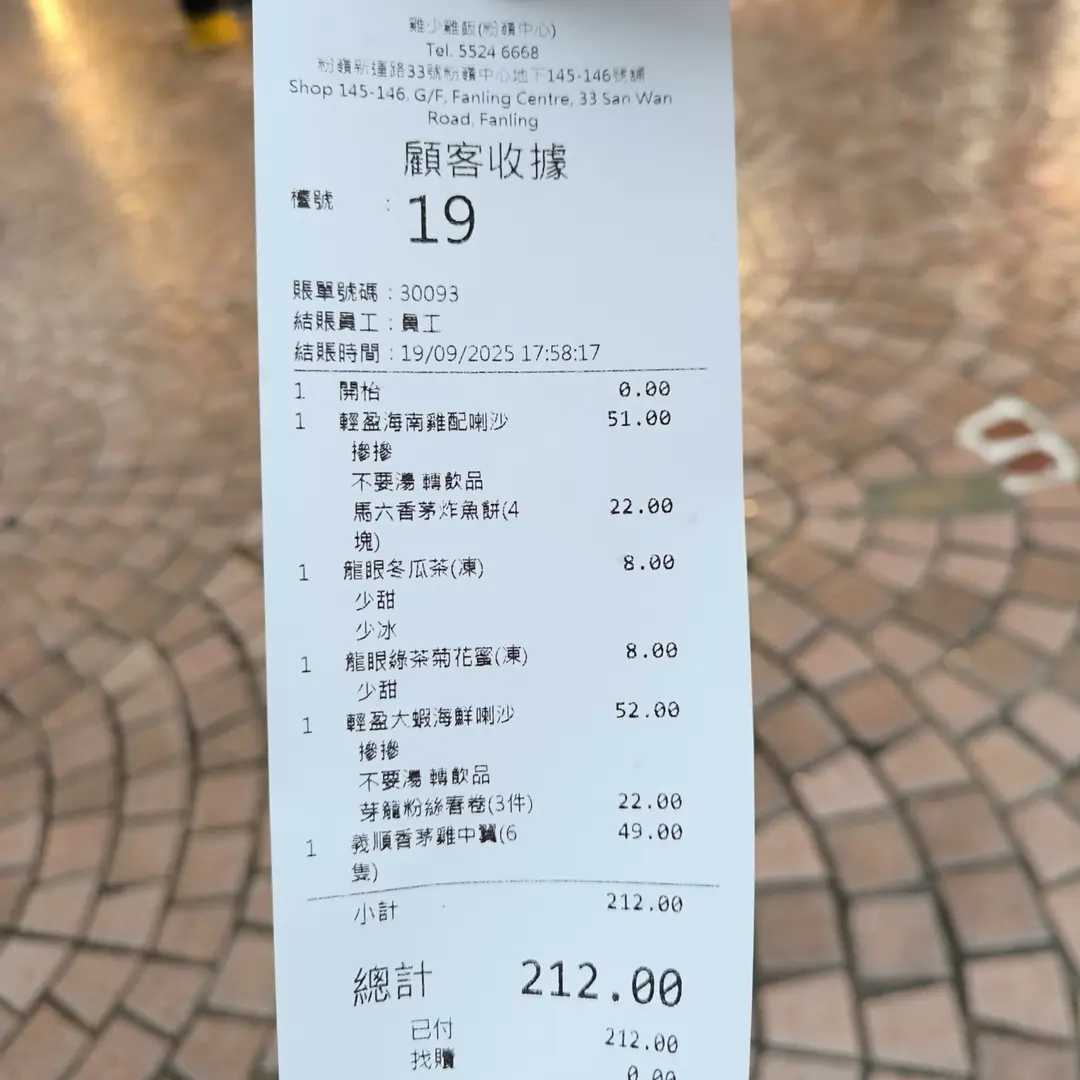 雞少雞飯(粉嶺中心)
Tel. 5524 6668
粉嶺新運路33號粉嶺中心地下145-146號舖
Shop 145-146, G/F, Fanling Centre, 33 San Wan
Road, Fanling
顧客收據
檯號 : 19
賬單號碼 : 30093
結賬員工 : 員工
結賬時間 : 19/09/2025 17:58:17
1 開枱 0.00
1 輕盈海南雞配喇沙 51.00
摻摻
不要湯 轉飲品
馬六香茅炸魚餅(4 22.00
塊)
1 龍眼冬瓜茶(凍) 8.00
少甜
少冰
1 龍眼綠茶菊花蜜(凍) 8.00
少甜
1 輕盈大蝦海鮮喇沙 52.00
摻摻
不要湯 轉飲品
芽籠粉絲春卷(3件) 22.00
1 義順香茅雞中翼(6 49.00
隻)
小計 212.00
總計 212.00
已付 212.00
找贖 0.00